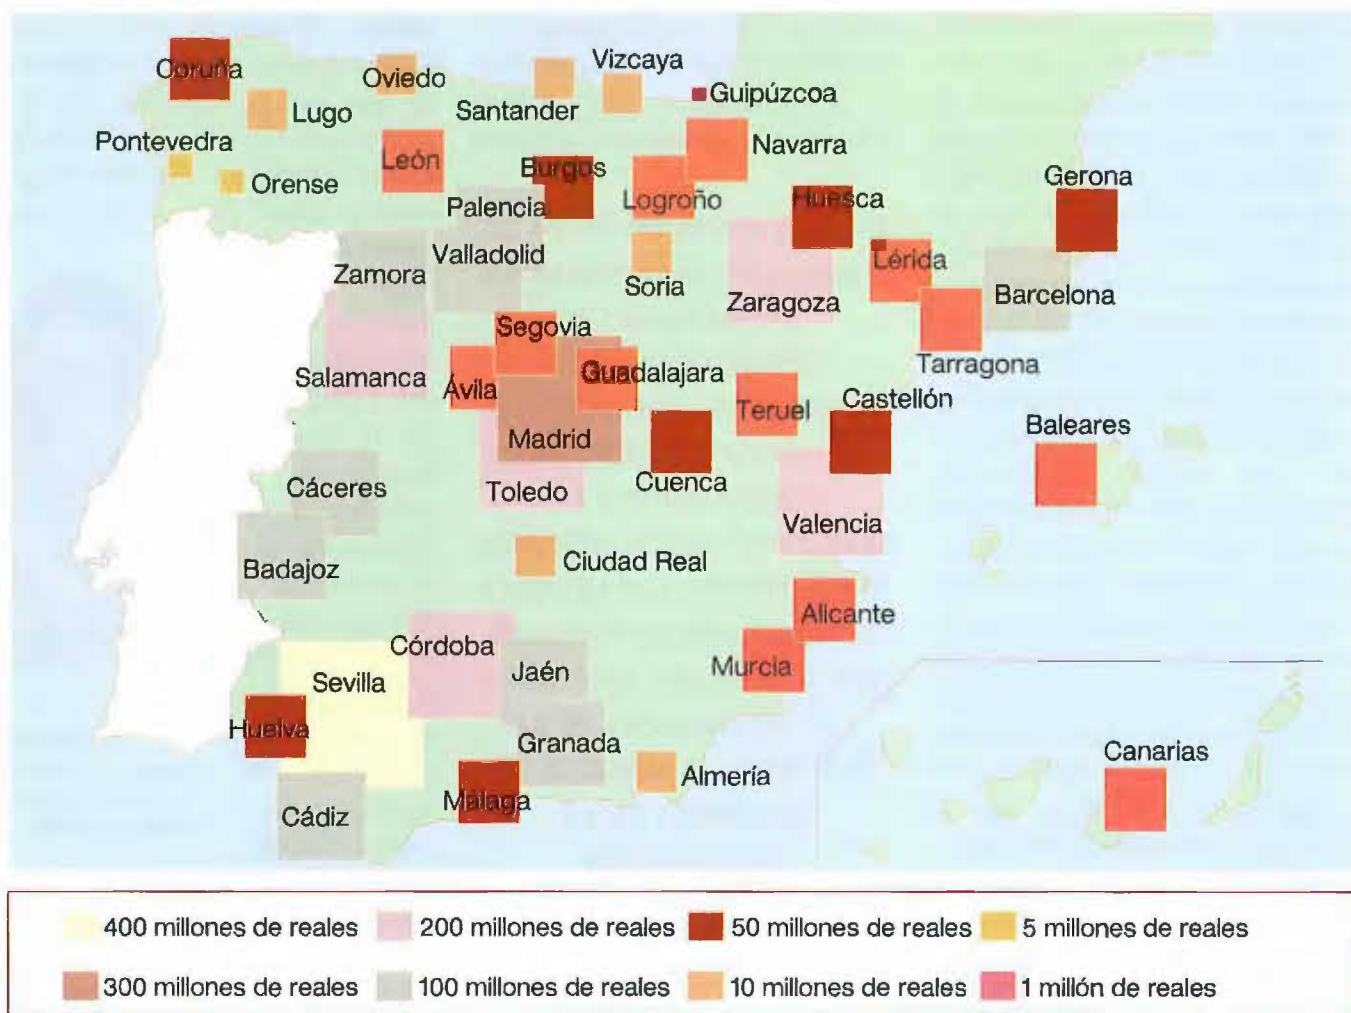 Coruña
Oviedo
Vizcaya
Lugo
Santander
Guipúzcoa
Pontevedra
León
Burgos
Navarra
Orense
Logroño
Huesca
Gerona
Palencia
Valladolid
Zamora
Soria
Lérida
Zaragoza
Barcelona
Segovia
Salamanca
Avila
Guadalajara
Tarragona
Teruel
Castellón
Madrid
Baleares
Cáceres
Toledo
Cuenca
Valencia
Badajoz
Ciudad Real
Alicante
Córdoba
Jaén
Murcia
Sevilla
Huelva
Granada
Canarias
Málaga
Almería
Cádiz
400 millones de reales
200 millones de reales
50 millones de reales
5 millones de reales
300 millones de reales
100 millones de reales
10 millones de reales
1 millón de reales